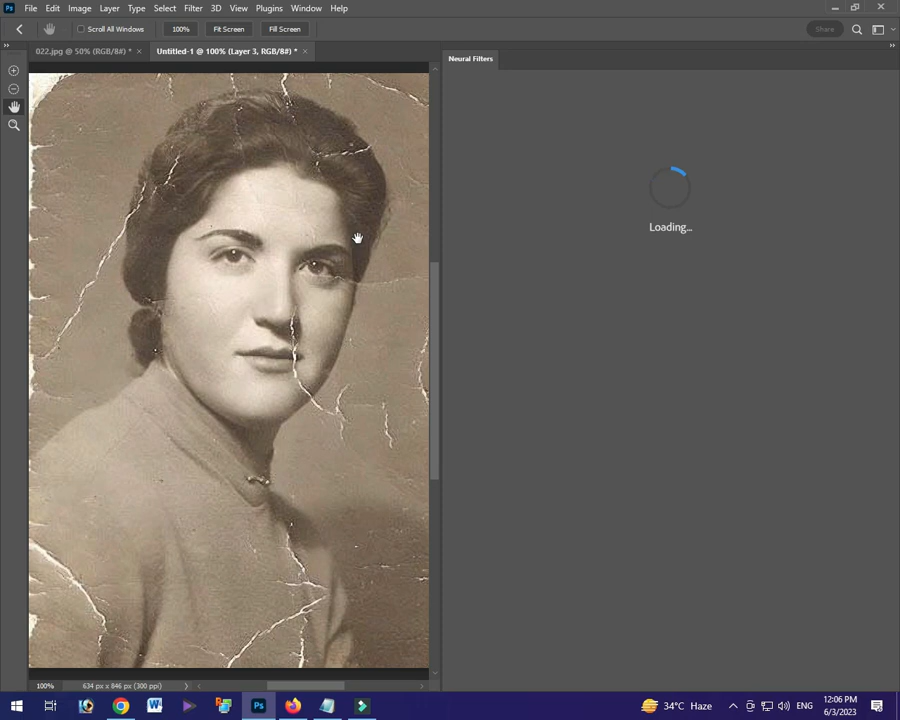 Ps File Edit Image Layer Type Select Filter 3D View Plugins Window Help
Scroll All Windows 100% Fit Screen Fill Screen Share
022.jpg @ 50% (RGB/8#) * × Untitled-1 @ 100% (Layer 3, RGB/8#) * ×
Neural Filters
Loading...
100% 634 px x 846 px (300 ppi)
W Ps 34°C Haze ENG 12:06 PM
6/3/2023